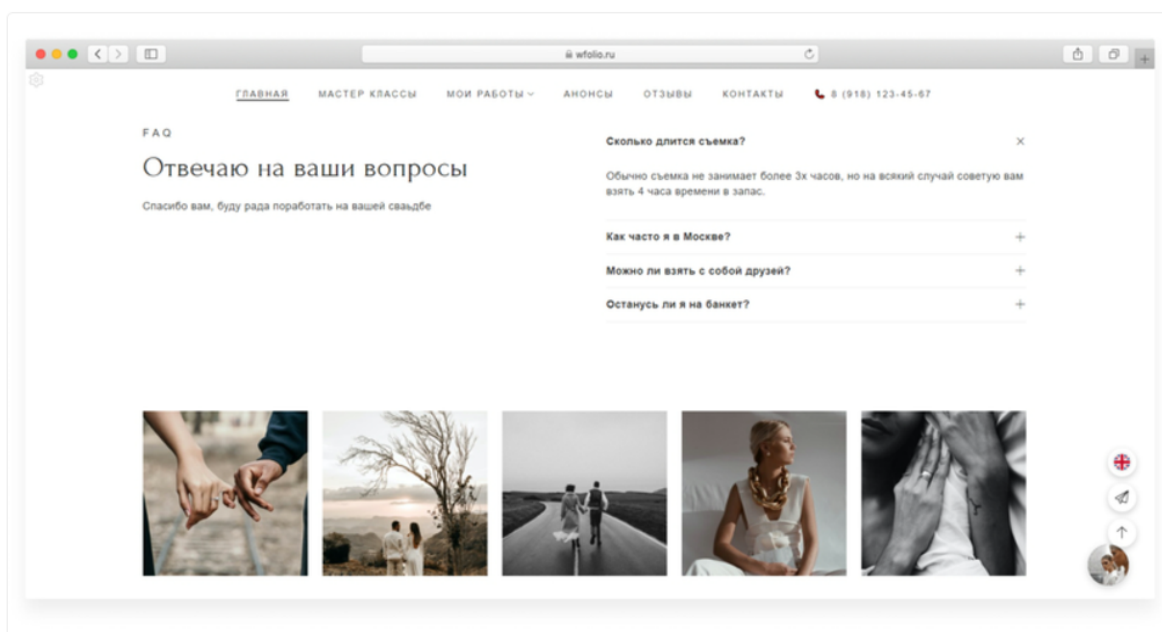 wfolio.ru
ГЛАВНАЯ МАСТЕР КЛАССЫ МОИ РАБОТЫ АНОНСЫ ОТЗЫВЫ КОНТАКТЫ 8 (918) 123-45-67
FAQ
Отвечаю на ваши вопросы
Спасибо вам, буду рада поработать на вашей сваьдбе
Сколько длится съемка?
Обычно съемка не занимает более 3х часов, но на всякий случай советую вам
взять 4 часа времени в запас.
Как часто я в Москве?
Можно ли взять с собой друзей?
Останусь ли я на банкет?